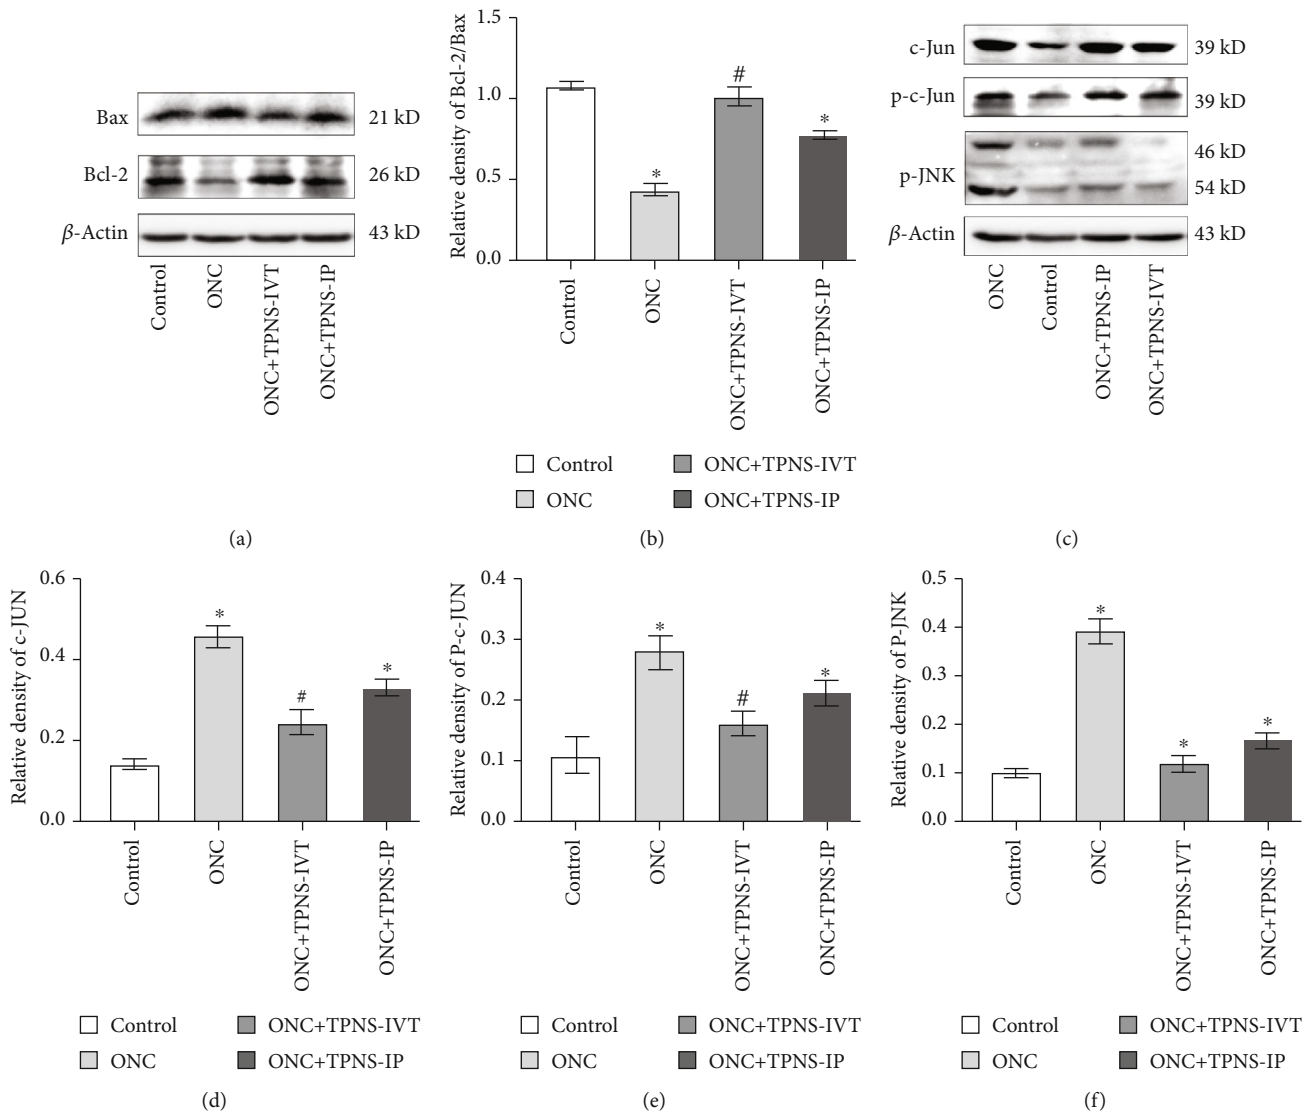 Bax
21 kD
Bcl-2
26 kD
β-Actin
43 kD
Control
ONC
ONC+TPNS-IVT
ONC+TPNS-IP
(a)
Relative density of Bcl-2/Bax
1.5
1.0
0.5
0.0
*
#
*
Control
ONC
ONC+TPNS-IVT
ONC+TPNS-IP
Control
ONC+TPNS-IVT
ONC
ONC+TPNS-IP
(b)
c-Jun
39 kD
p-c-Jun
39 kD
p-JNK
46 kD
54 kD
β-Actin
43 kD
ONC
Control
ONC+TPNS-IP
ONC+TPNS-IVT
(c)
Relative density of c-JUN
0.6
0.4
0.2
0.0
*
#
*
Control
ONC
ONC+TPNS-IVT
ONC+TPNS-IP
Control
ONC+TPNS-IVT
ONC
ONC+TPNS-IP
(d)
Relative density of P-c-JUN
0.4
0.3
0.2
0.1
0.0
*
#
*
Control
ONC
ONC+TPNS-IVT
ONC+TPNS-IP
Control
ONC+TPNS-IVT
ONC
ONC+TPNS-IP
(e)
Relative density of P-JNK
0.5
0.4
0.3
0.2
0.1
0.0
*
*
*
Control
ONC
ONC+TPNS-IVT
ONC+TPNS-IP
Control
ONC+TPNS-IVT
ONC
ONC+TPNS-IP
(f)